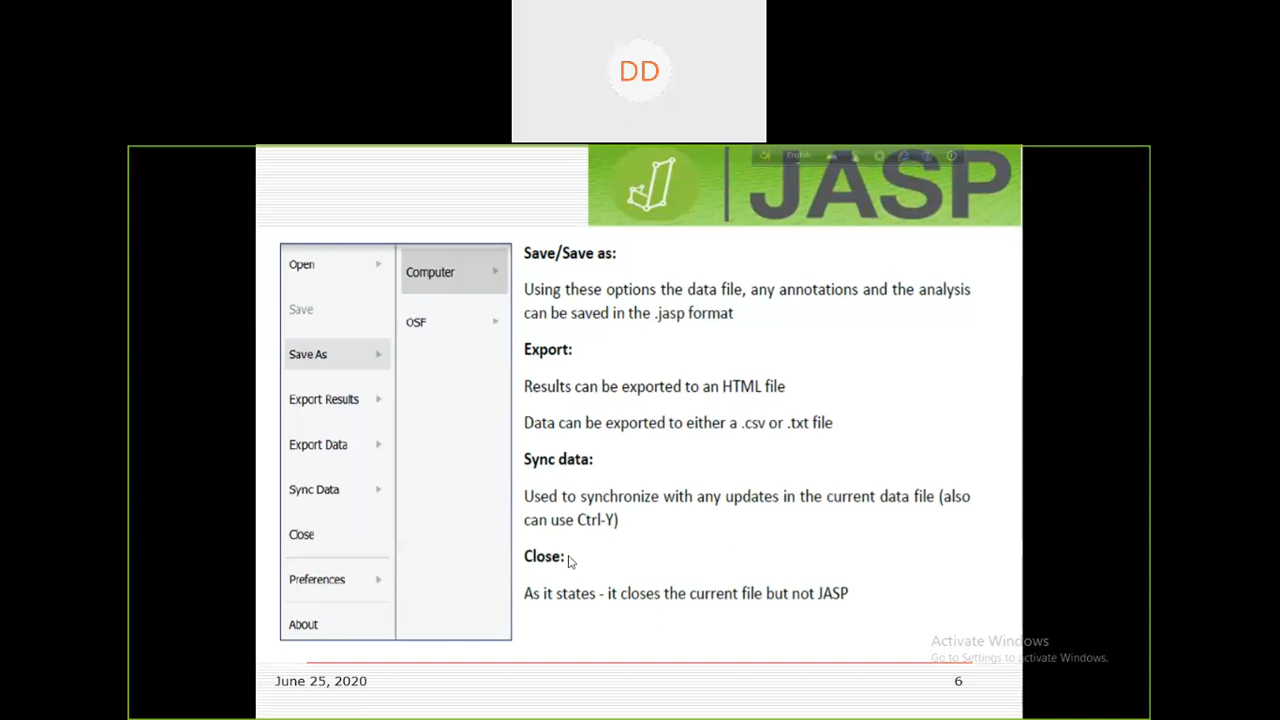 DD
English
JASP
Open
Save
Save As
Export Results
Export Data
Sync Data
Close
Preferences
About
Computer
OSF
Save/Save as:
Using these options the data file, any annotations and the analysis
can be saved in the .jasp format
Export:
Results can be exported to an HTML file
Data can be exported to either a .csv or .txt file
Sync data:
Used to synchronize with any updates in the current data file (also
can use Ctrl-Y)
Close:
As it states - it closes the current file but not JASP
Activate Windows
Go to Settings to activate Windows.
June 25, 2020
6